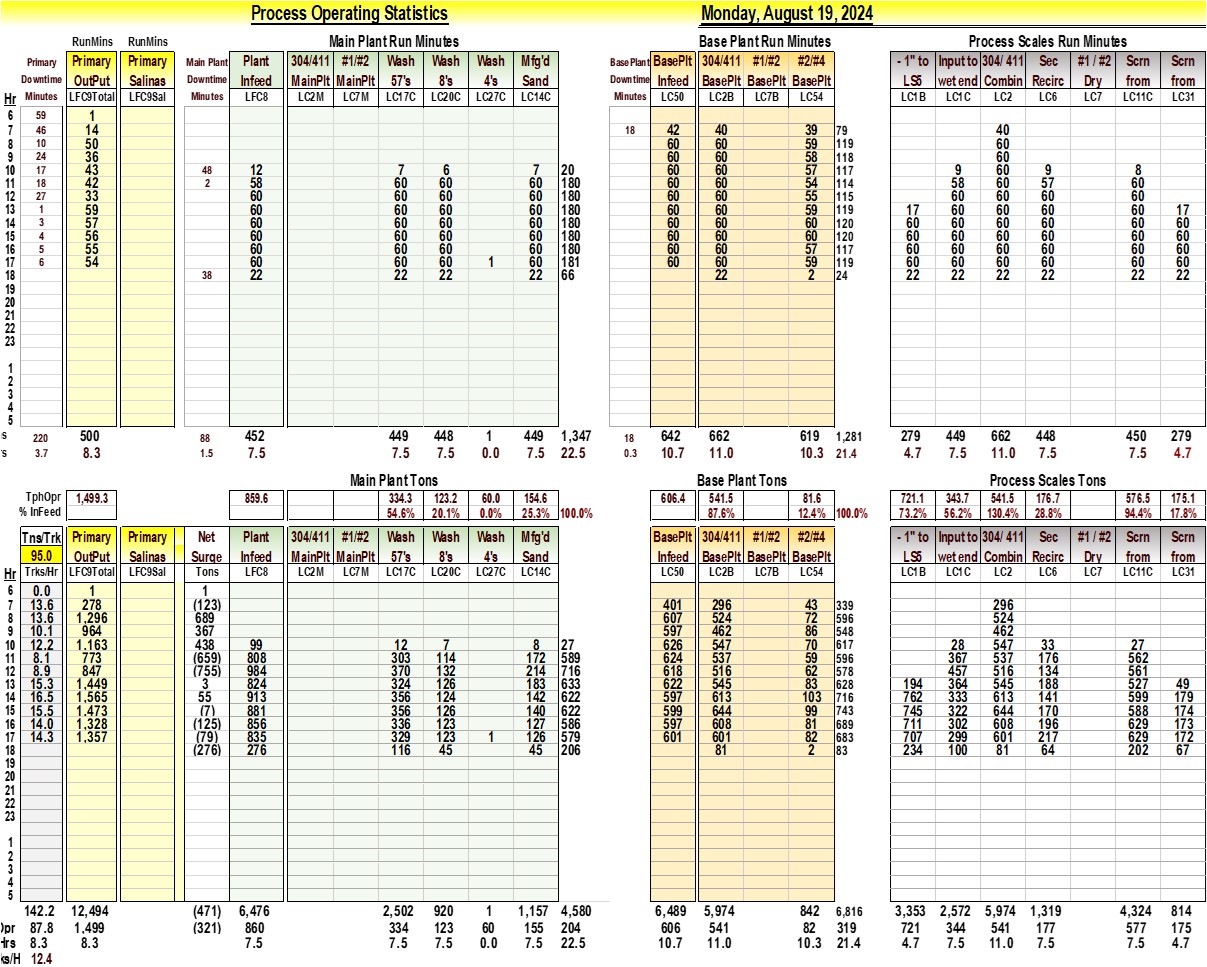 Process Operating Statistics Monday, August 19, 2024
RunMins RunMins Main Plant Run Minutes Base Plant Run Minutes Process Scales Run Minutes
Primary Primary Primary Main Plant Plant 304/411 #1/#2 Wash Wash Wash Mfg'd BasePlant BasePlt 304/411 #1/#2 #2/#4 - 1" to Input to 304/ 411 Sec #1 / #2 Scrn Scrn
Downtime OutPut Salinas Downtime Infeed MainPlt MainPlt 57's 8's 4's Sand Downtime Infeed BasePlt BasePlt BasePlt LS5 wet end Combin Recirc Dry from from
Hr Minutes LFC9Total LFC9Sal Minutes LFC8 LC2M LC7M LC17C LC20C LC27C LC14C Minutes LC50 LC2B LC7B LC54 LC1B LC1C LC2 LC6 LC7 LC11C LC31
6 59 1
7 46 14 18 42 40 39 79 40
8 10 50 60 60 59 119 60
9 24 36 60 60 58 118 60
10 17 43 48 12 7 6 7 20 60 60 57 117 9 60 9 8
11 18 42 2 58 60 60 60 180 60 60 54 114 58 60 57 60
12 27 33 60 60 60 60 180 60 60 55 115 60 60 60 60
13 1 59 60 60 60 60 180 60 60 59 119 17 60 60 60 60 17
14 3 57 60 60 60 60 180 60 60 60 120 60 60 60 60 60 60
15 4 56 60 60 60 60 180 60 60 60 120 60 60 60 60 60 60
16 5 55 60 60 60 60 180 60 60 57 117 60 60 60 60 60 60
17 6 54 60 60 60 1 60 181 60 60 59 119 60 60 60 60 60 60
18 38 22 22 22 22 66 22 2 24 22 22 22 22 22 22
19
20
21
22
23
1
2
3
4
5
s 220 500 88 452 449 448 1 449 1,347 18 642 662 619 1,281 279 449 662 448 450 279
s 3.7 8.3 1.5 7.5 7.5 7.5 0.0 7.5 22.5 0.3 10.7 11.0 10.3 21.4 4.7 7.5 11.0 7.5 7.5 4.7
Main Plant Tons Base Plant Tons Process Scales Tons
TphOpr 1,499.3 859.6 334.3 123.2 60.0 154.6 606.4 541.5 81.6 721.1 343.7 541.5 176.7 576.5 175.1
% InFeed 54.6% 20.1% 0.0% 25.3% 100.0% 87.6% 12.4% 100.0% 73.2% 56.2% 130.4% 28.8% 94.4% 17.8%
Tns/Trk Primary Primary Net Plant 304/411 #1/#2 Wash Wash Wash Mfg'd BasePlt 304/411 #1/#2 #2/#4 - 1" to Input to 304/ 411 Sec #1 / #2 Scrn Scrn
95.0 OutPut Salinas Surge Infeed MainPlt MainPlt 57's 8's 4's Sand Infeed BasePlt BasePlt BasePlt LS5 wet end Combin Recirc Dry from from
Hr Trks/Hr LFC9Total LFC9Sal Tons LFC8 LC2M LC7M LC17C LC20C LC27C LC14C LC50 LC2B LC7B LC54 LC1B LC1C LC2 LC6 LC7 LC11C LC31
6 0.0 1 1
7 13.6 278 (123) 401 296 43 339 296
8 13.6 1,296 689 607 524 72 596 524
9 10.1 964 367 597 462 86 548 462
10 12.2 1,163 438 99 12 7 8 27 626 547 70 617 28 547 33 27
11 8.1 773 (659) 808 303 114 172 589 624 537 59 596 367 537 176 562
12 8.9 847 (755) 984 370 132 214 716 618 516 62 578 457 516 134 561
13 15.3 1,449 3 824 324 126 183 633 622 545 83 628 194 364 545 188 527 49
14 16.5 1,565 55 913 356 124 142 622 597 613 103 716 762 333 613 141 599 179
15 15.5 1,473 (7) 881 356 126 140 622 599 644 99 743 745 322 644 170 588 174
16 14.0 1,328 (125) 856 336 123 127 586 597 608 81 689 711 302 608 196 629 173
17 14.3 1,357 (79) 835 329 123 1 126 579 601 601 82 683 707 299 601 217 629 172
18 (276) 276 116 45 45 206 81 2 83 234 100 81 64 202 67
19
20
21
22
23
1
2
3
4
5
142.2 12,494 (471) 6,476 2,502 920 1 1,157 4,580 6,489 5,974 842 6,816 3,353 2,572 5,974 1,319 4,324 814
Opr 87.8 1,499 (321) 860 334 123 60 155 204 606 541 82 319 721 344 541 177 577 175
Hrs 8.3 8.3 7.5 7.5 7.5 0.0 7.5 22.5 10.7 11.0 10.3 21.4 4.7 7.5 11.0 7.5 7.5 4.7
ks/H 12.4